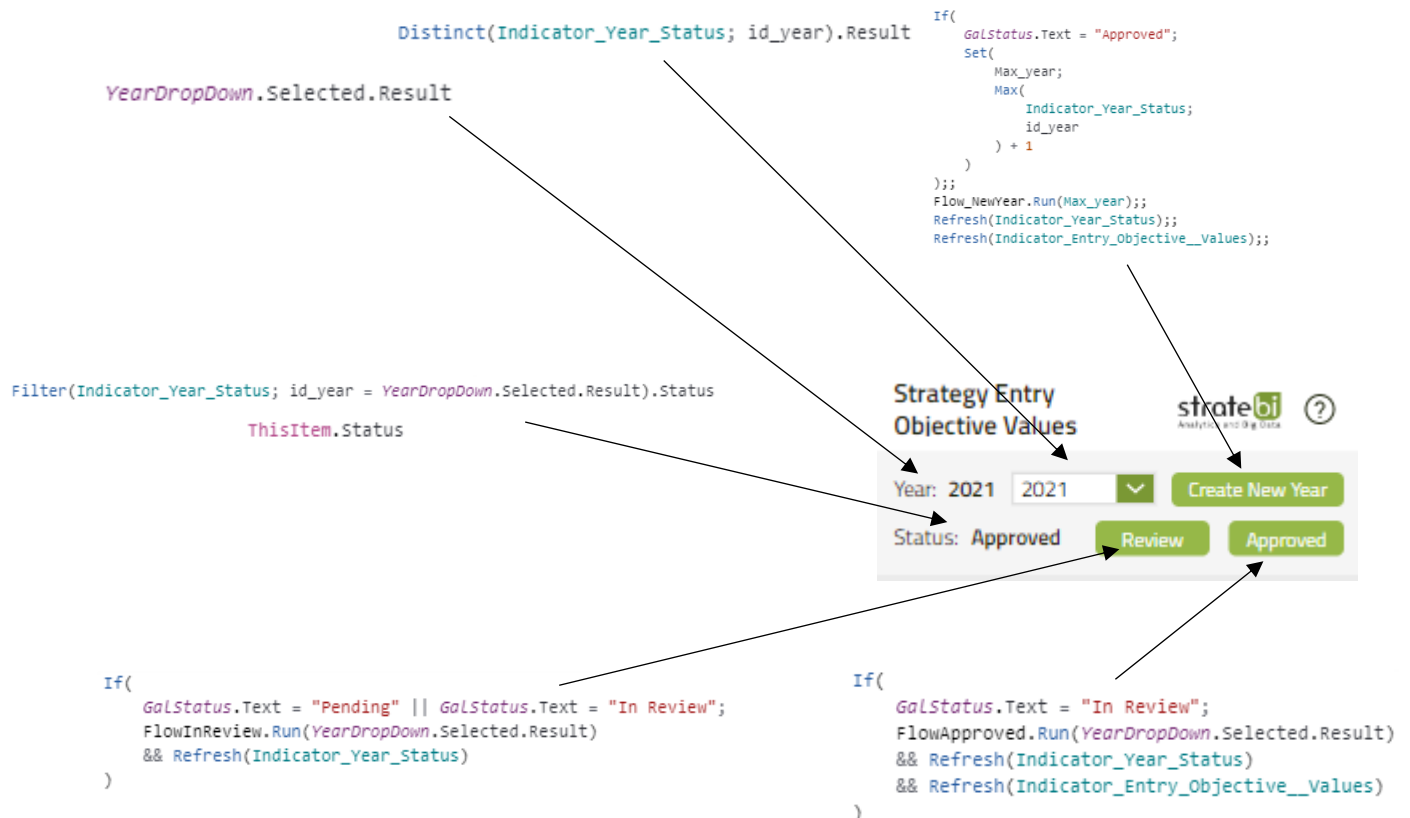 Distinct(Indicator_Year_Status; id_year).Result
YearDropDown.Selected.Result
If(
GalStatus.Text = "Approved";
Set(
Max_year;
Max(
Indicator_Year_Status;
id_year
) + 1
)
);;
Flow_NewYear.Run(Max_year);;
Refresh(Indicator_Year_Status);;
Refresh(Indicator_Entry_Objective__Values);;
Filter(Indicator_Year_Status; id_year = YearDropDown.Selected.Result).Status
ThisItem.Status
Strategy Entry
Objective Values
stratebi
Analytics and Big Data
?
Year: 2021 2021 Create New Year
Status: Approved Review Approved
If(
GalStatus.Text = "Pending" || GalStatus.Text = "In Review";
FlowInReview.Run(YearDropDown.Selected.Result)
&& Refresh(Indicator_Year_Status)
)
If(
GalStatus.Text = "In Review";
FlowApproved.Run(YearDropDown.Selected.Result)
&& Refresh(Indicator_Year_Status)
&& Refresh(Indicator_Entry_Objective__Values)
)